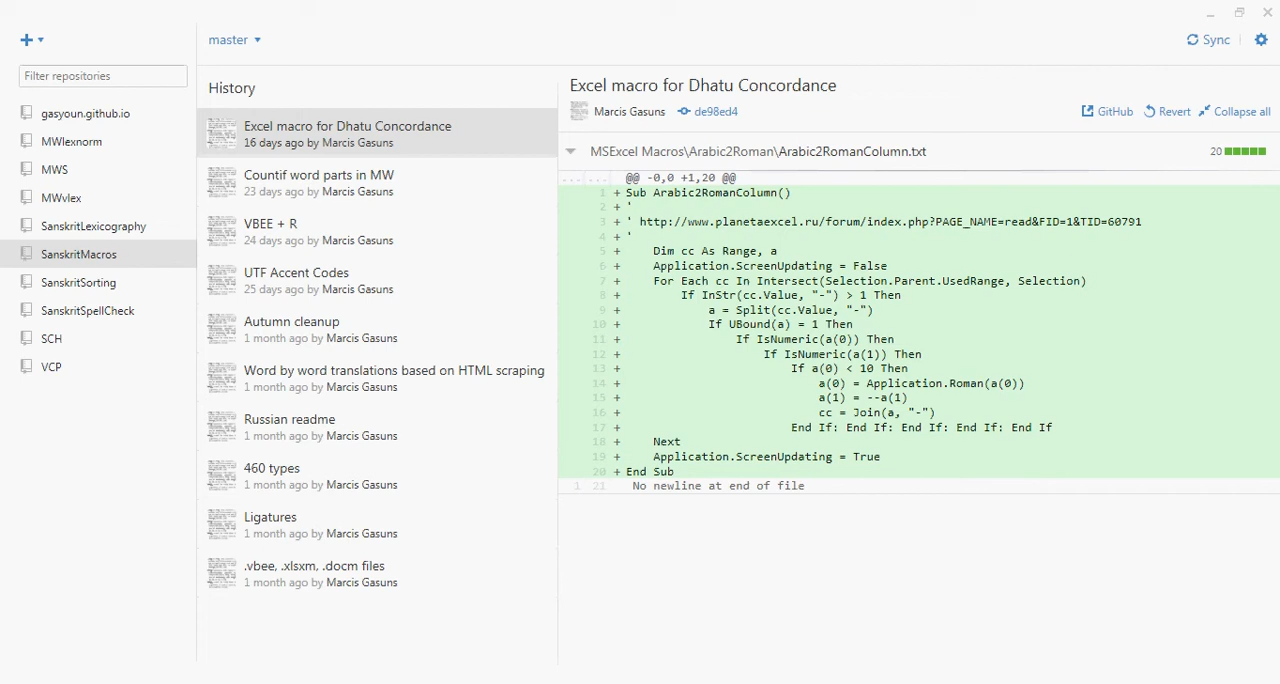 master
Sync
Filter repositories
gasyoun.github.io
MWlexnorm
MWS
MWvlex
SanskritLexicography
SanskritMacros
SanskritSorting
SanskritSpellCheck
SCH
VCP
History
Excel macro for Dhatu Concordance
16 days ago by Marcis Gasuns
Countif word parts in MW
23 days ago by Marcis Gasuns
VBEE + R
24 days ago by Marcis Gasuns
UTF Accent Codes
25 days ago by Marcis Gasuns
Autumn cleanup
1 month ago by Marcis Gasuns
Word by word translations based on HTML scraping
1 month ago by Marcis Gasuns
Russian readme
1 month ago by Marcis Gasuns
460 types
1 month ago by Marcis Gasuns
Ligatures
1 month ago by Marcis Gasuns
.vbee, .xlsxm, .docm files
1 month ago by Marcis Gasuns
Excel macro for Dhatu Concordance
Marcis Gasuns de98ed4 GitHub Revert Collapse all
MSExcel Macros\Arabic2Roman\Arabic2RomanColumn.txt 20
... ... @@ -0,0 +1,20 @@
1 + Sub Arabic2RomanColumn()
2 + '
3 + ' http://www.planetaexcel.ru/forum/index.php?PAGE_NAME=read&FID=1&TID=60791
4 + '
5 + Dim cc As Range, a
6 + Application.ScreenUpdating = False
7 + For Each cc In Intersect(Selection.Parent.UsedRange, Selection)
8 + If InStr(cc.Value, "-") > 1 Then
9 + a = Split(cc.Value, "-")
10 + If UBound(a) = 1 Then
11 + If IsNumeric(a(0)) Then
12 + If IsNumeric(a(1)) Then
13 + If a(0) < 10 Then
14 + a(0) = Application.Roman(a(0))
15 + a(1) = --a(1)
16 + cc = Join(a, "-")
17 + End If: End If: End If: End If: End If
18 + Next
19 + Application.ScreenUpdating = True
20 + End Sub
1 21 No newline at end of file